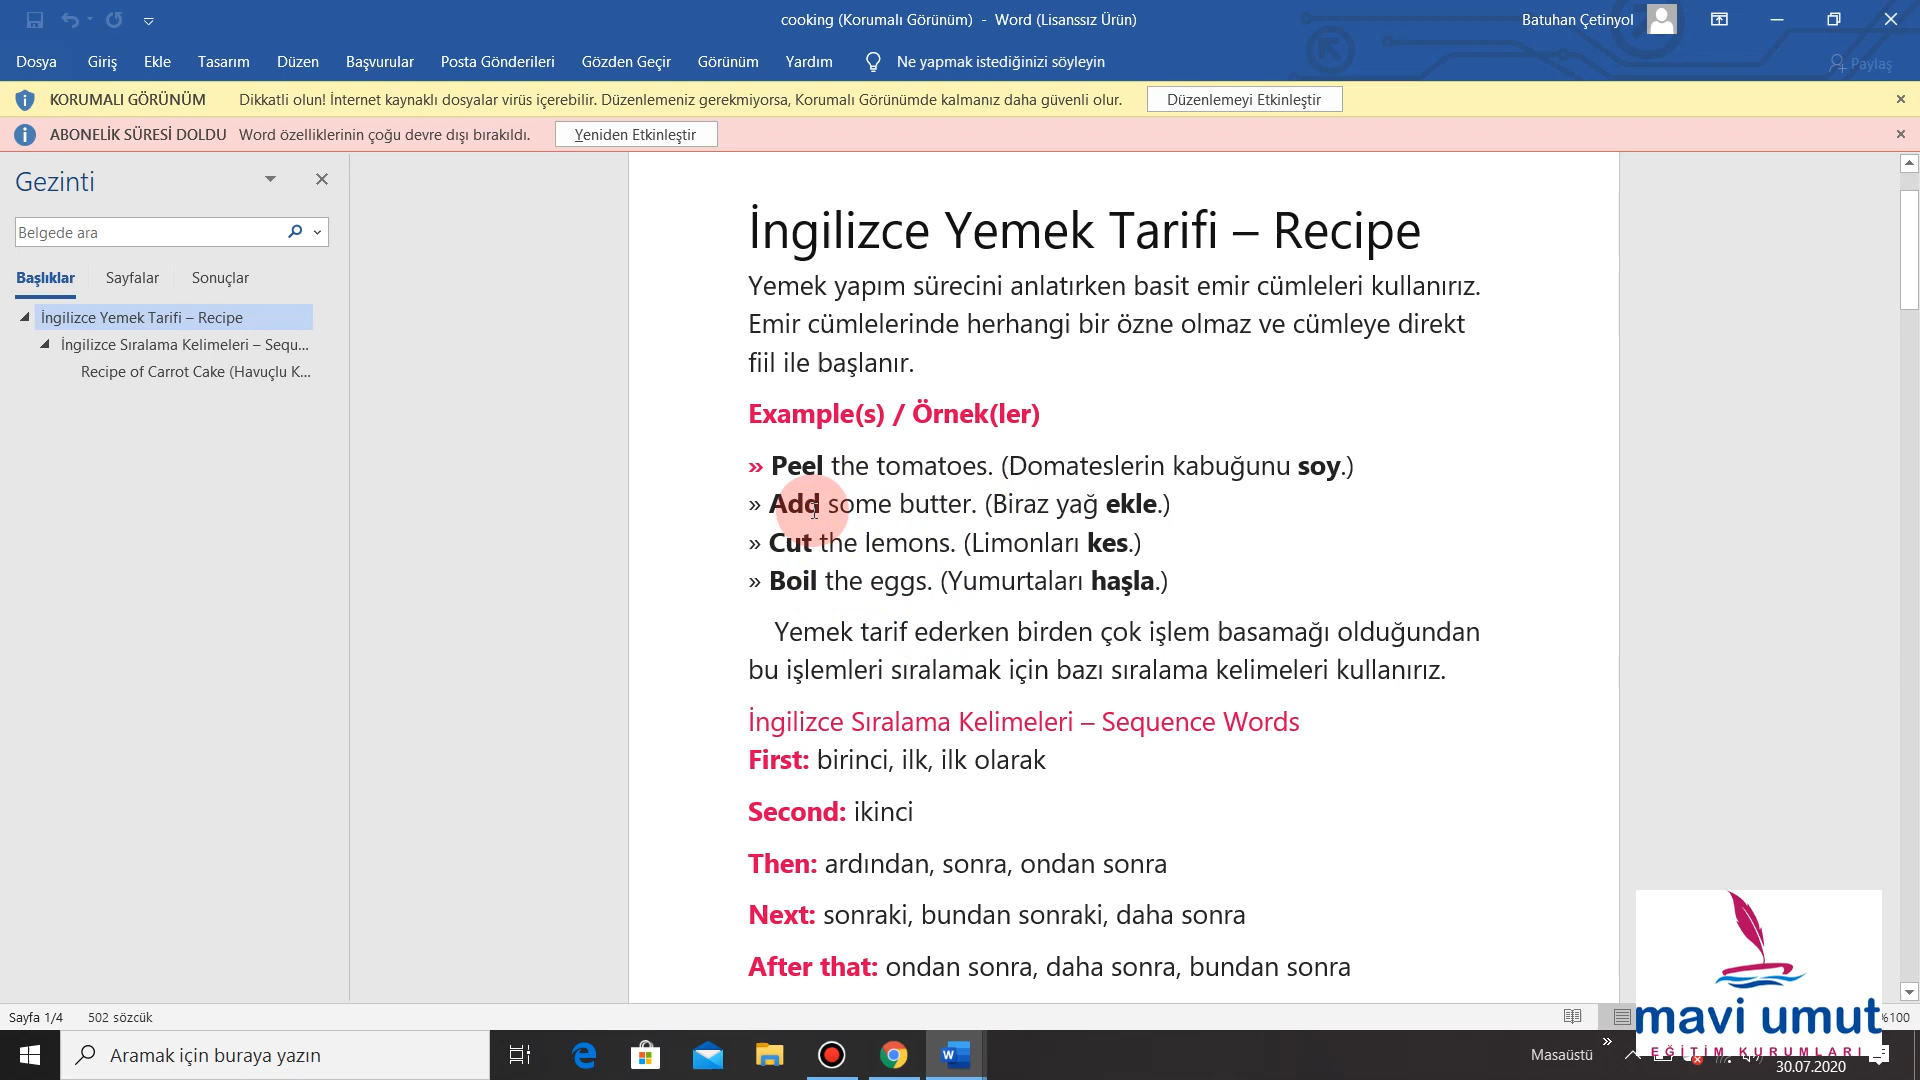 cooking (Korumalı Görünüm) - Word (Lisanssız Ürün)
Batuhan Çetinyol
Dosya Giriş Ekle Tasarım Düzen Başvurular Posta Gönderileri Gözden Geçir Görünüm Yardım Ne yapmak istediğinizi söyleyin
Paylaş
KORUMALI GÖRÜNÜM Dikkatli olun! İnternet kaynaklı dosyalar virüs içerebilir. Düzenlemeniz gerekmiyorsa, Korumalı Görünümde kalmanız daha güvenli olur. Düzenlemeyi Etkinleştir
ABONELİK SÜRESİ DOLDU Word özelliklerinin çoğu devre dışı bırakıldı. Yeniden Etkinleştir
Gezinti
Belgede ara
Başlıklar Sayfalar Sonuçlar
İngilizce Yemek Tarifi – Recipe
İngilizce Sıralama Kelimeleri – Sequ...
Recipe of Carrot Cake (Havuçlu K...
İngilizce Yemek Tarifi – Recipe
Yemek yapım sürecini anlatırken basit emir cümleleri kullanırız.
Emir cümlelerinde herhangi bir özne olmaz ve cümleye direkt
fiil ile başlanır.
Example(s) / Örnek(ler)
» Peel the tomatoes. (Domateslerin kabuğunu soy.)
» Add some butter. (Biraz yağ ekle.)
» Cut the lemons. (Limonları kes.)
» Boil the eggs. (Yumurtaları haşla.)
Yemek tarif ederken birden çok işlem basamağı olduğundan
bu işlemleri sıralamak için bazı sıralama kelimeleri kullanırız.
İngilizce Sıralama Kelimeleri – Sequence Words
First: birinci, ilk, ilk olarak
Second: ikinci
Then: ardından, sonra, ondan sonra
Next: sonraki, bundan sonraki, daha sonra
After that: ondan sonra, daha sonra, bundan sonra
mavi umut
EĞİTİM KURUMLARI
Sayfa 1/4 502 sözcük
%100
Aramak için buraya yazın
Masaüstü
30.07.2020